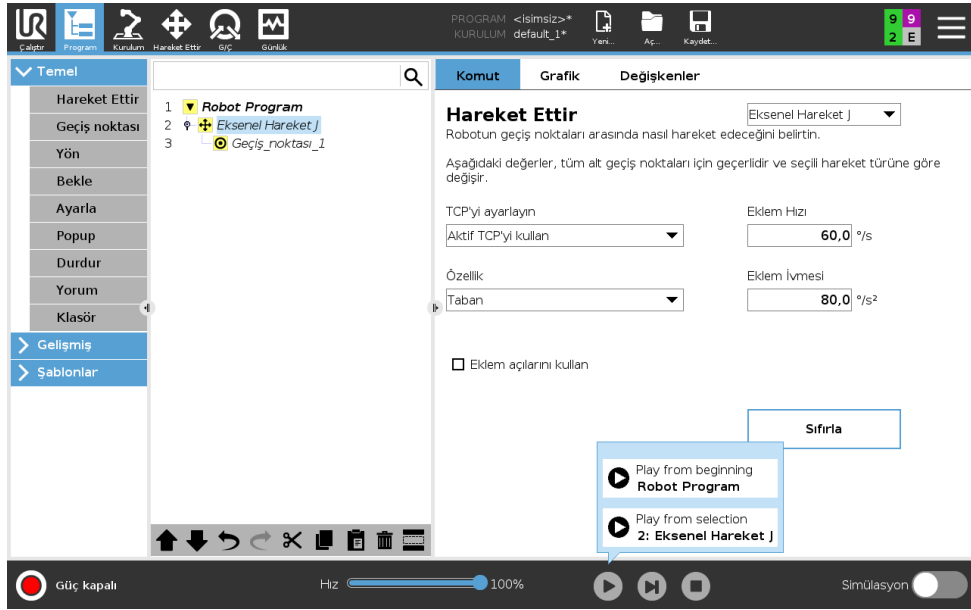 UR
PROGRAM <isimsiz>*
KURULUM default_1*
Çalıştır Program Kurulum Hareket Ettir G/Ç Günlük
Yeni... Aç... Kaydet...
9 9
2 E
Temel
Hareket Ettir
Geçiş noktası
Yön
Bekle
Ayarla
Popup
Durdur
Yorum
Klasör
Gelişmiş
Şablonlar
1 Robot Program
2 Eksenel Hareket J
3 Geçiş_noktası_1
Komut Grafik Değişkenler
Hareket Ettir
Eksenel Hareket J
Robotun geçiş noktaları arasında nasıl hareket edeceğini belirtin.
Aşağıdaki değerler, tüm alt geçiş noktaları için geçerlidir ve seçili hareket türüne göre
değişir.
TCP'yi ayarlayın
Eklem Hızı
Aktif TCP'yi kullan
60,0 °/s
Özellik
Eklem İvmesi
Taban
80,0 °/s²
Eklem açılarını kullan
Sıfırla
Play from beginning
Robot Program
Play from selection
2: Eksenel Hareket J
Güç kapalı
Hız 100%
Simülasyon